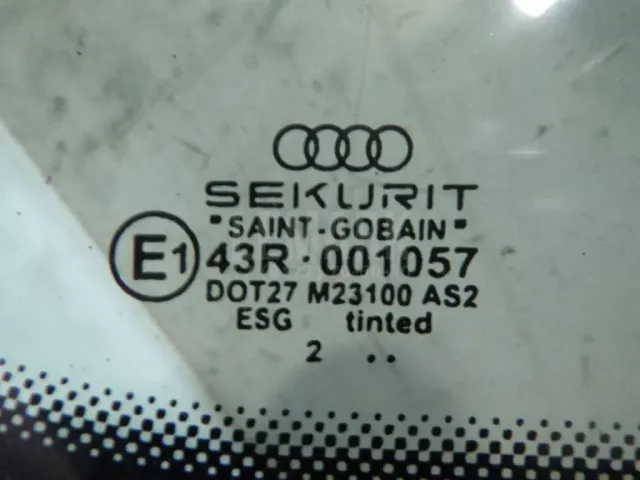 SEKURIT
"SAINT-GOBAIN"
E1 43R·001057
DOT27 M23100 AS2
ESG tinted
2 ..